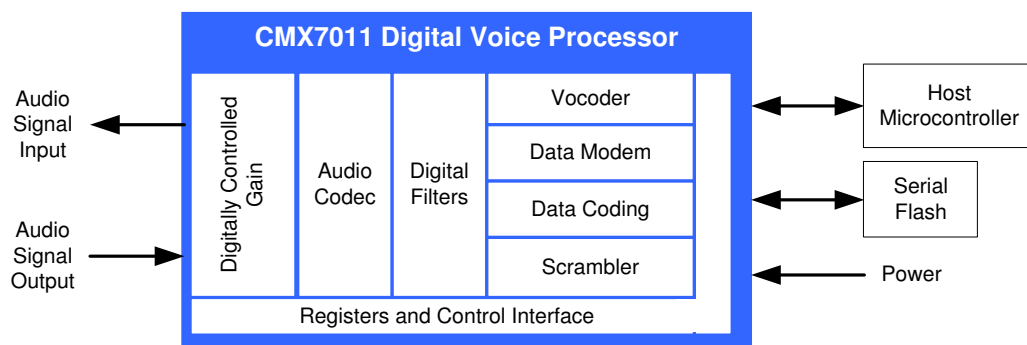 CMX7011 Digital Voice Processor
Audio
Signal
Input
Audio
Signal
Output
Digitally Controlled
Gain
Audio
Codec
Digital
Filters
Vocoder
Data Modem
Data Coding
Scrambler
Registers and Control Interface
Host
Microcontroller
Serial
Flash
Power